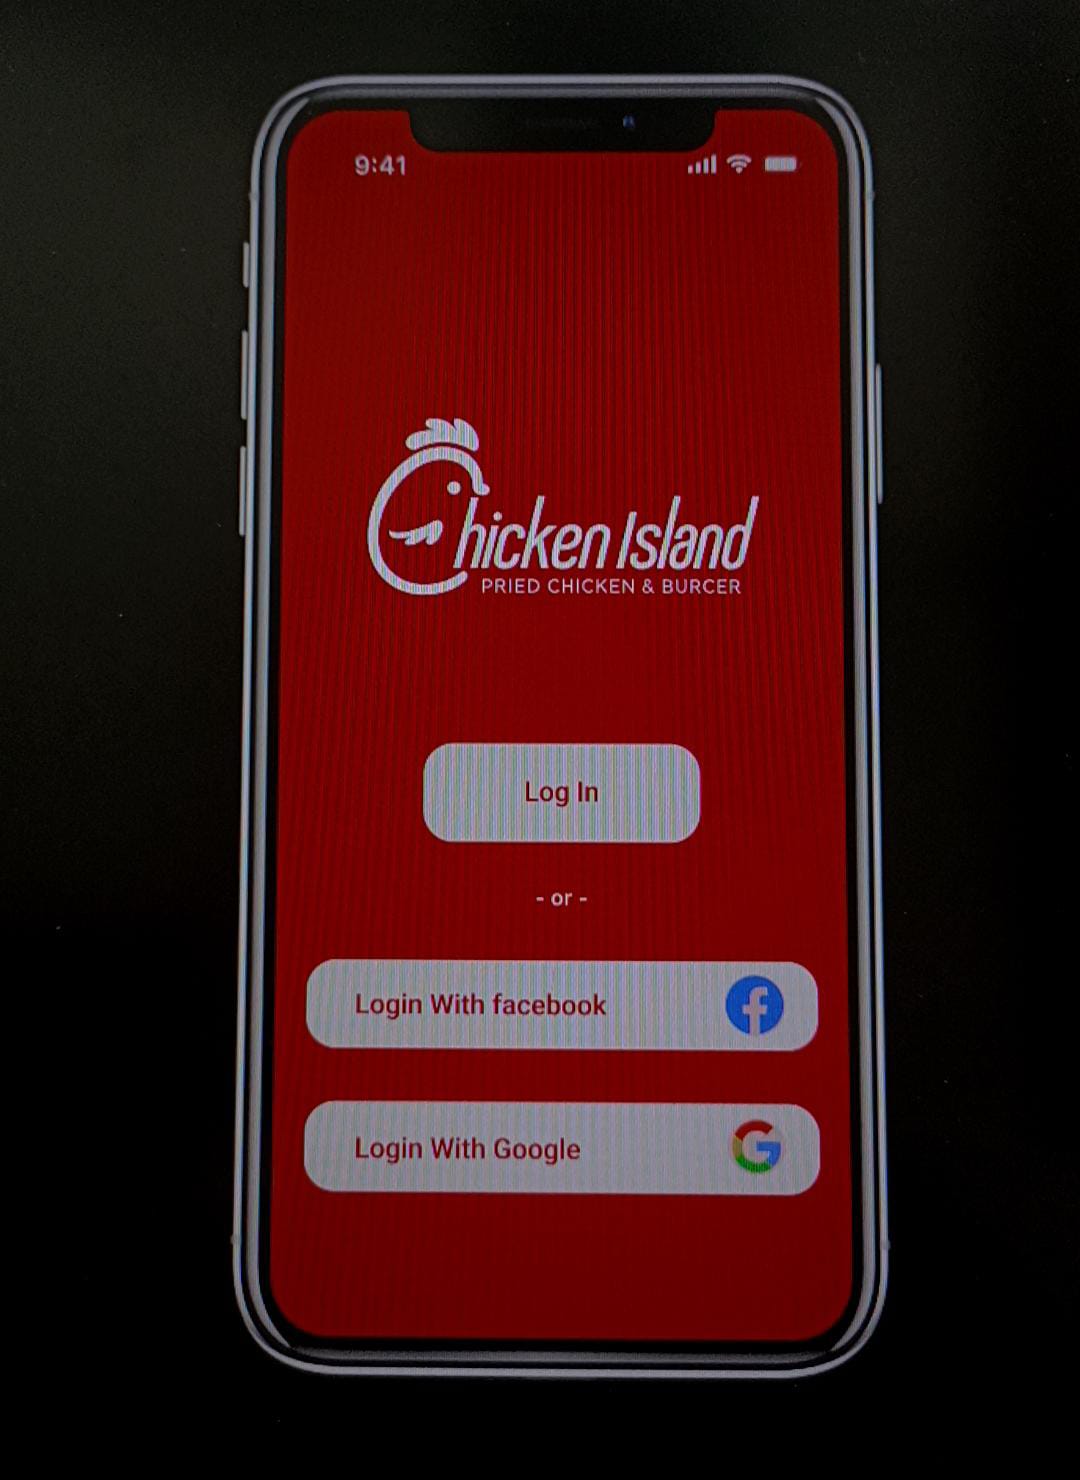 9:41
Chicken Island
PRIED CHICKEN & BURCER
Log In
- or -
Login With facebook
Login With Google